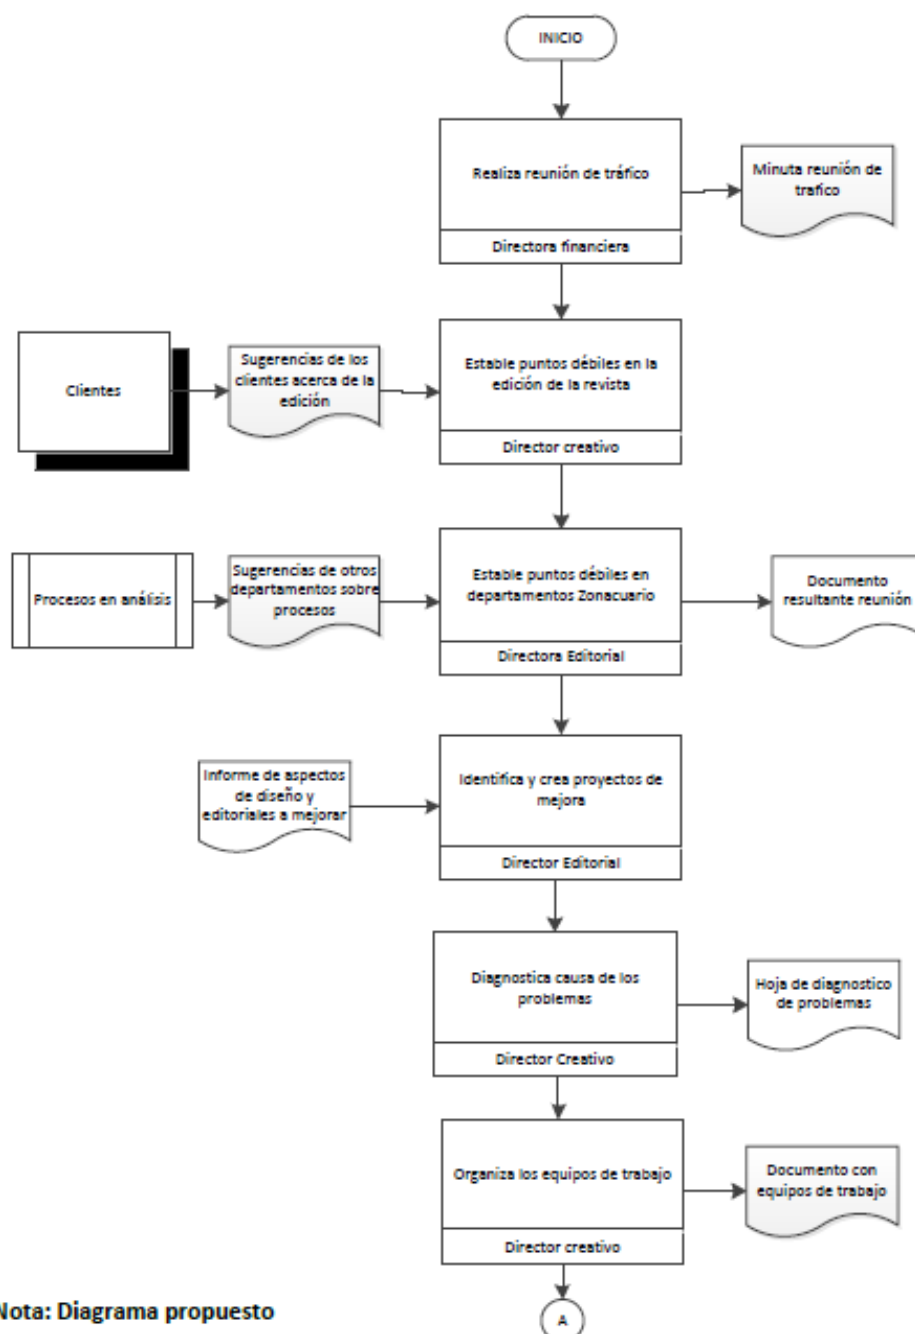 INICIO
Realiza reunión de tráfico
Directora financiera
Minuta reunión de
trafico
Clientes
Sugerencias de los
clientes acerca de la
edición
Estable puntos débiles en la
edición de la revista
Director creativo
Procesos en análisis
Sugerencias de otros
departamentos sobre
procesos
Estable puntos débiles en
departamentos Zonacuario
Directora Editorial
Documento
resultante reunión
Informe de aspectos
de diseño y
editoriales a mejorar
Identifica y crea proyectos de
mejora
Director Editorial
Diagnostica causa de los
problemas
Director Creativo
Hoja de diagnostico
de problemas
Organiza los equipos de trabajo
Director creativo
Documento con
equipos de trabajo
A
Nota: Diagrama propuesto